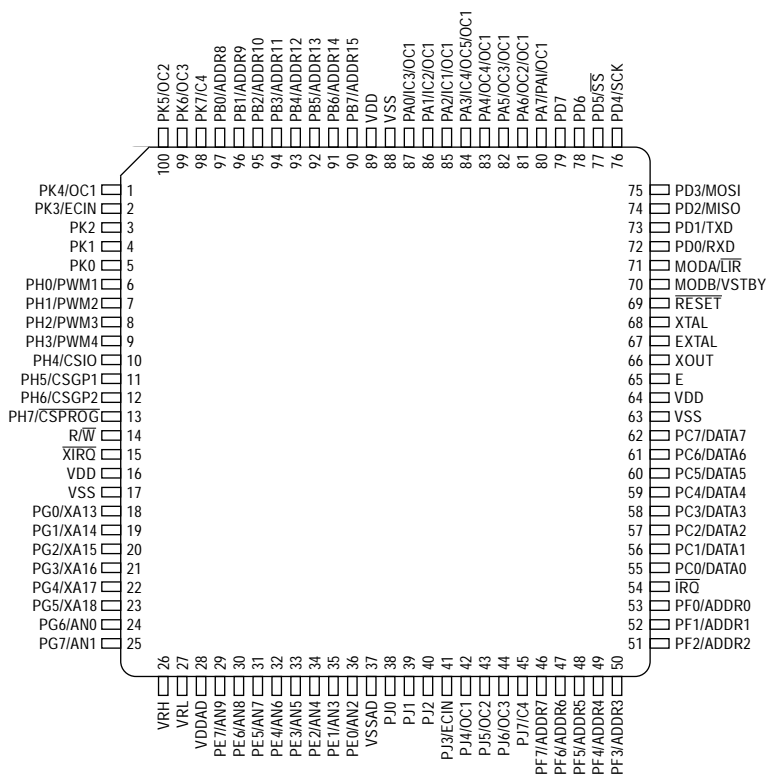 PK5/OC2 100
PK6/OC3 99
PK7/C4 98
PB0/ADDR8 97
PB1/ADDR9 96
PB2/ADDR10 95
PB3/ADDR11 94
PB4/ADDR12 93
PB5/ADDR13 92
PB6/ADDR14 91
PB7/ADDR15 90
VDD 89
VSS 88
PA0/IC3/OC1 87
PA1/IC2/OC1 86
PA2/IC1/OC1 85
PA3/IC4/OC5/OC1 84
PA4/OC4/OC1 83
PA5/OC3/OC1 82
PA6/OC2/OC1 81
PA7/PAI/OC1 80
PD7 79
PD6 78
PD5/SS 77
PD4/SCK 76
PK4/OC1 1
PK3/ECIN 2
PK2 3
PK1 4
PK0 5
PH0/PWM1 6
PH1/PWM2 7
PH2/PWM3 8
PH3/PWM4 9
PH4/CSIO 10
PH5/CSGP1 11
PH6/CSGP2 12
PH7/CSPROG 13
R/W 14
XIRQ 15
VDD 16
VSS 17
PG0/XA13 18
PG1/XA14 19
PG2/XA15 20
PG3/XA16 21
PG4/XA17 22
PG5/XA18 23
PG6/AN0 24
PG7/AN1 25
75 PD3/MOSI
74 PD2/MISO
73 PD1/TXD
72 PD0/RXD
71 MODA/LIR
70 MODB/VSTBY
69 RESET
68 XTAL
67 EXTAL
66 XOUT
65 E
64 VDD
63 VSS
62 PC7/DATA7
61 PC6/DATA6
60 PC5/DATA5
59 PC4/DATA4
58 PC3/DATA3
57 PC2/DATA2
56 PC1/DATA1
55 PC0/DATA0
54 IRQ
53 PF0/ADDR0
52 PF1/ADDR1
51 PF2/ADDR2
26 VRH
27 VRL
28 VDDAD
29 PE7/AN9
30 PE6/AN8
31 PE5/AN7
32 PE4/AN6
33 PE3/AN5
34 PE2/AN4
35 PE1/AN3
36 PE0/AN2
37 VSSAD
38 PJ0
39 PJ1
40 PJ2
41 PJ3/ECIN
42 PJ4/OC1
43 PJ5/OC2
44 PJ6/OC3
45 PJ7/C4
46 PF7/ADDR7
47 PF6/ADDR6
48 PF5/ADDR5
49 PF4/ADDR4
50 PF3/ADDR3